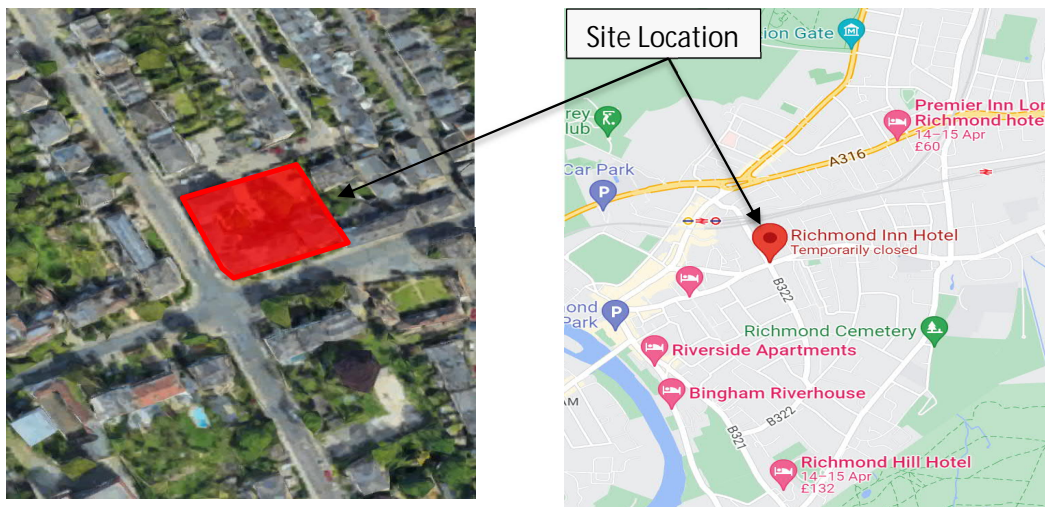 Site Location
ion Gate
Premier Inn Lon
Richmond hote
14–15 Apr
£60
rey
lub
A316
Car Park
P
Richmond Inn Hotel
Temporarily closed
B322
ond
Park
P
Richmond Cemetery
Riverside Apartments
AM
Bingham Riverhouse
B322
B321
Richmond Hill Hotel
14–15 Apr
£132